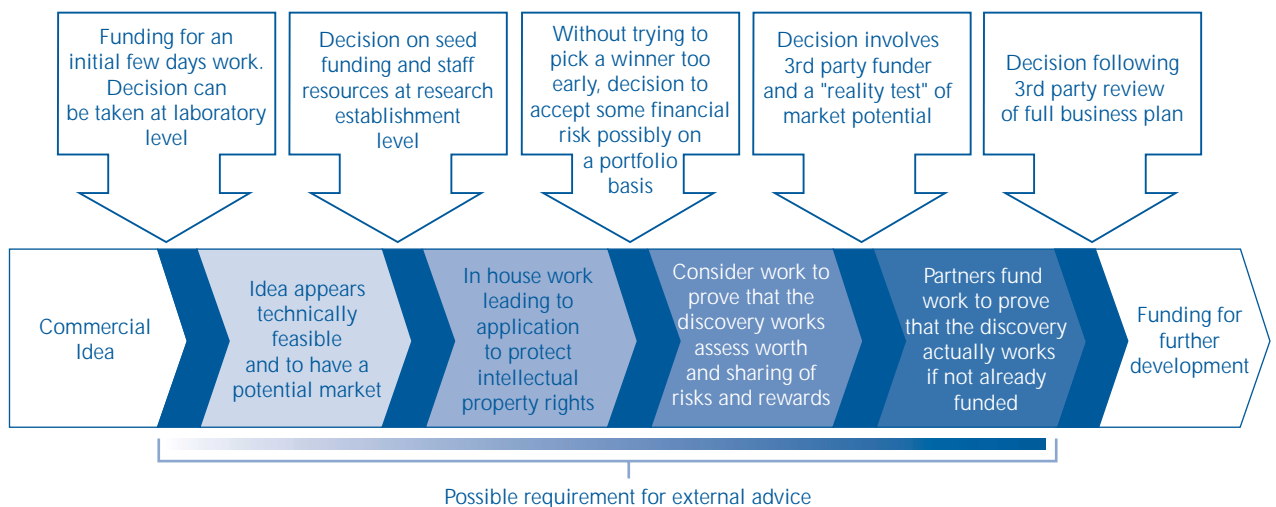 Funding for an
initial few days work.
Decision can
be taken at laboratory
level
Decision on seed
funding and staff
resources at research
establishment
level
Without trying to
pick a winner too
early, decision to
accept some financial
risk possibly on
a portfolio
basis
Decision involves
3rd party funder
and a "reality test" of
market potential
Decision following
3rd party review
of full business plan
Commercial
Idea
Idea appears
technically
feasible
and to have a
potential market
In house work
leading to
application
to protect
intellectual
property rights
Consider work to
prove that the
discovery works
assess worth
and sharing of
risks and rewards
Partners fund
work to prove
that the discovery
actually works
if not already
funded
Funding for
further
development
Possible requirement for external advice